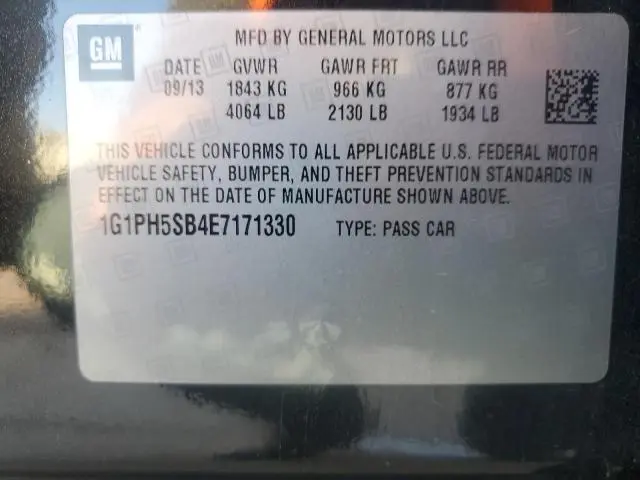 GM
MFD BY GENERAL MOTORS LLC
DATE GVWR GAWR FRT GAWR RR
09/13 1843 KG 966 KG 877 KG
4064 LB 2130 LB 1934 LB
THIS VEHICLE CONFORMS TO ALL APPLICABLE U.S. FEDERAL MOTOR
VEHICLE SAFETY, BUMPER, AND THEFT PREVENTION STANDARDS IN
EFFECT ON THE DATE OF MANUFACTURE SHOWN ABOVE.
1G1PH5SB4E7171330 TYPE: PASS CAR